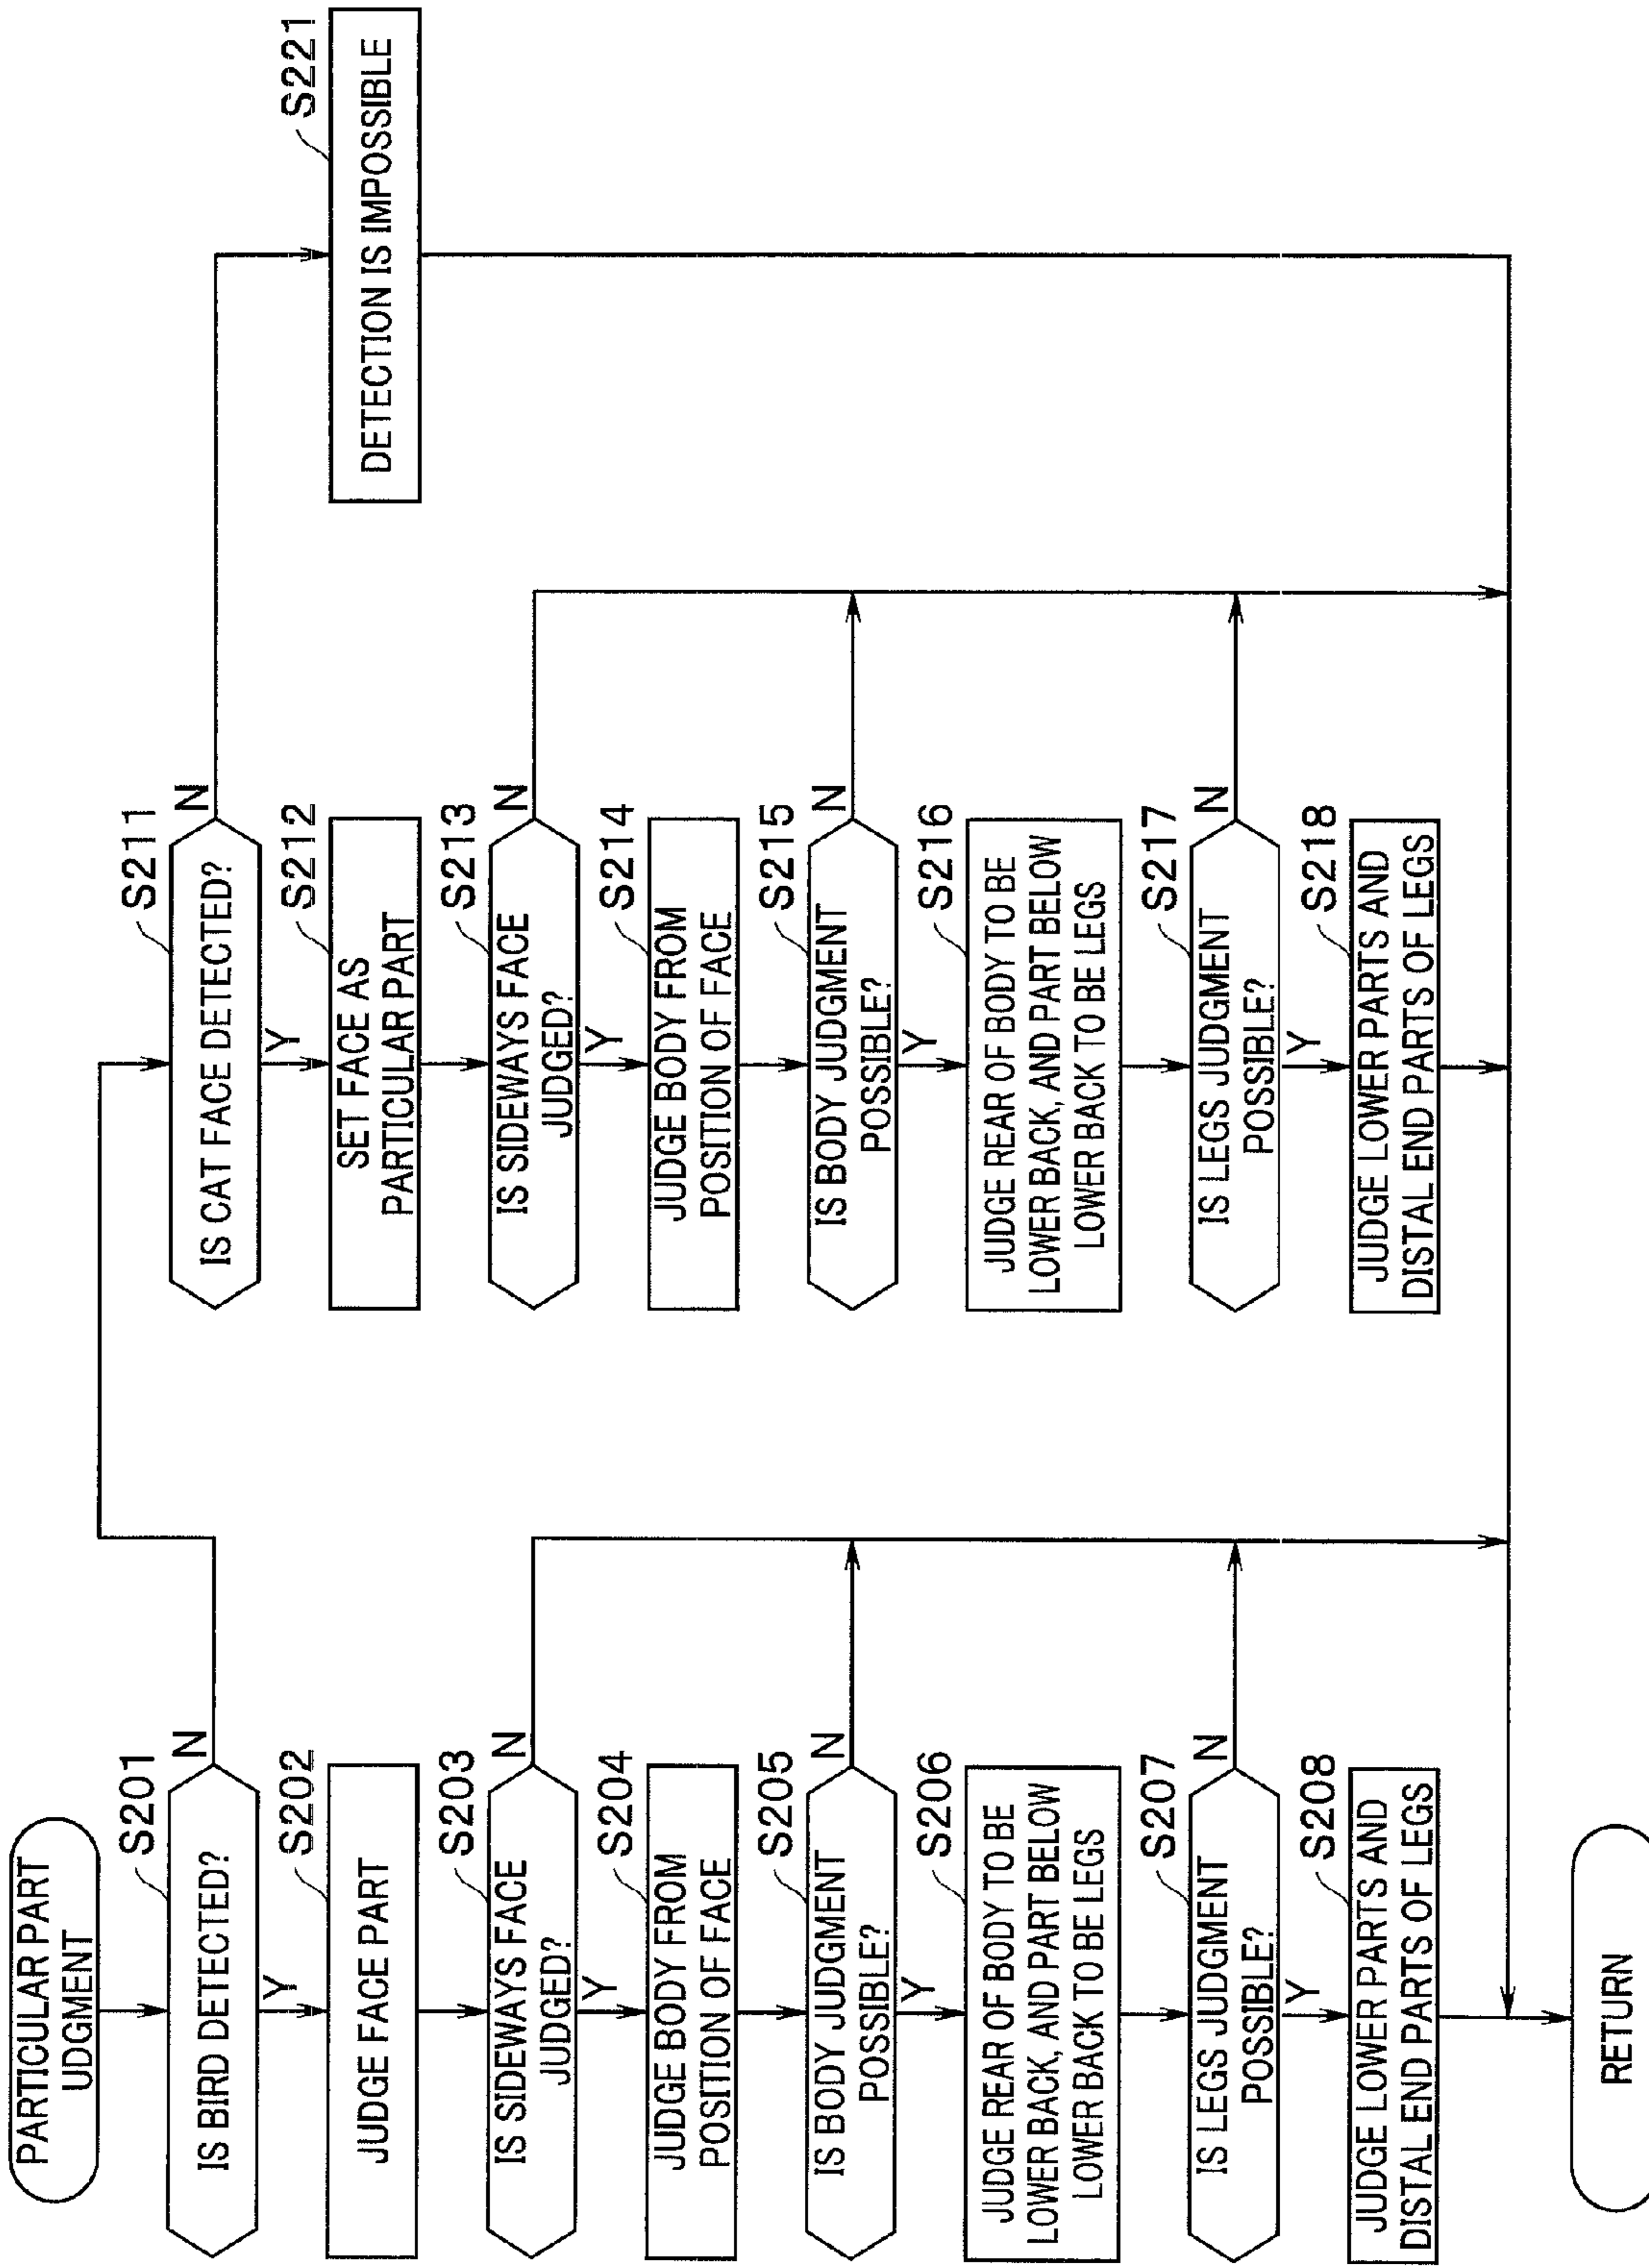 PARTICULAR PART
UDGMENT
S201
IS BIRD DETECTED?
N
Y
S202
JUDGE FACE PART
S203
IS SIDEWAYS FACE
JUDGED?
N
Y
S204
JUDGE BODY FROM
POSITION OF FACE
S205
IS BODY JUDGMENT
POSSIBLE?
N
Y
S206
JUDGE REAR OF BODY TO BE
LOWER BACK, AND PART BELOW
LOWER BACK TO BE LEGS
S207
IS LEGS JUDGMENT
POSSIBLE?
N
Y
S208
JUDGE LOWER PARTS AND
DISTAL END PARTS OF LEGS
RETURN
S211
IS CAT FACE DETECTED?
N
Y
S212
SET FACE AS
PARTICULAR PART
S213
IS SIDEWAYS FACE
JUDGED?
N
Y
S214
JUDGE BODY FROM
POSITION OF FACE
S215
IS BODY JUDGMENT
POSSIBLE?
N
Y
S216
JUDGE REAR OF BODY TO BE
LOWER BACK, AND PART BELOW
LOWER BACK TO BE LEGS
S217
IS LEGS JUDGMENT
POSSIBLE?
N
Y
S218
JUDGE LOWER PARTS AND
DISTAL END PARTS OF LEGS
S221
DETECTION IS IMPOSSIBLE